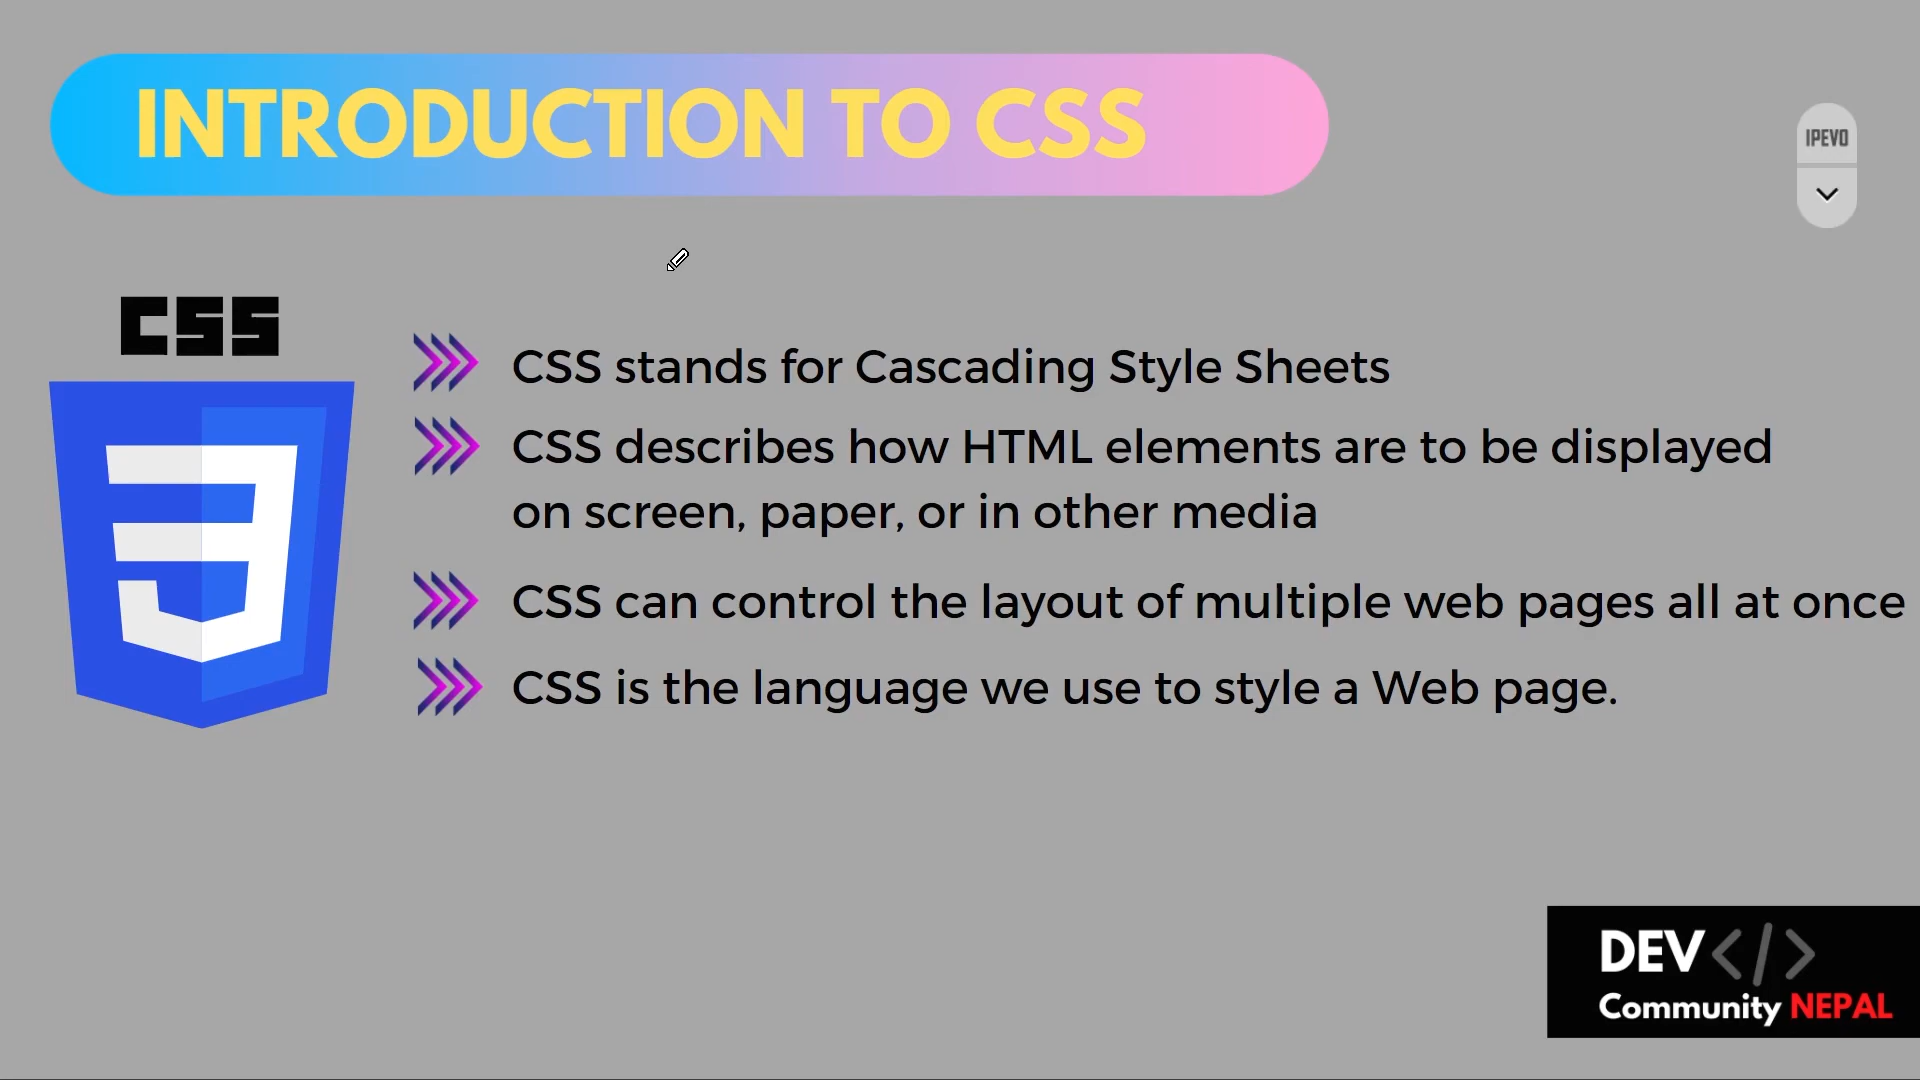 INTRODUCTION TO CSS
IPEVO
CSS
CSS stands for Cascading Style Sheets
CSS describes how HTML elements are to be displayed
on screen, paper, or in other media
CSS can control the layout of multiple web pages all at once
CSS is the language we use to style a Web page.
DEV</>
Community NEPAL